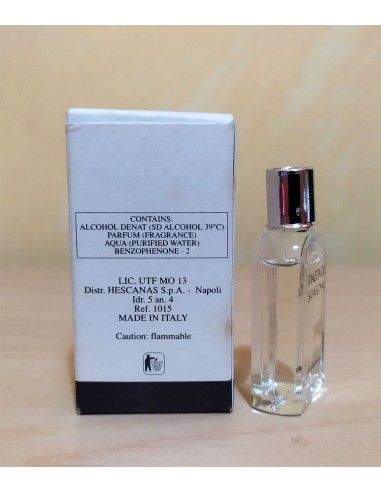 CONTAINS:
ALCOHOL DENAT (SD ALCOHOL 39°C)
PARFUM (FRAGRANCE)
AQUA (PURIFIED WATER)
BENZOPHENONE - 2
LIC. UTF MO 13
Distr. HESCANAS S.p.A. - Napoli
Idr. 5 an. 4
Ref. 1015
MADE IN ITALY
Caution: flammable